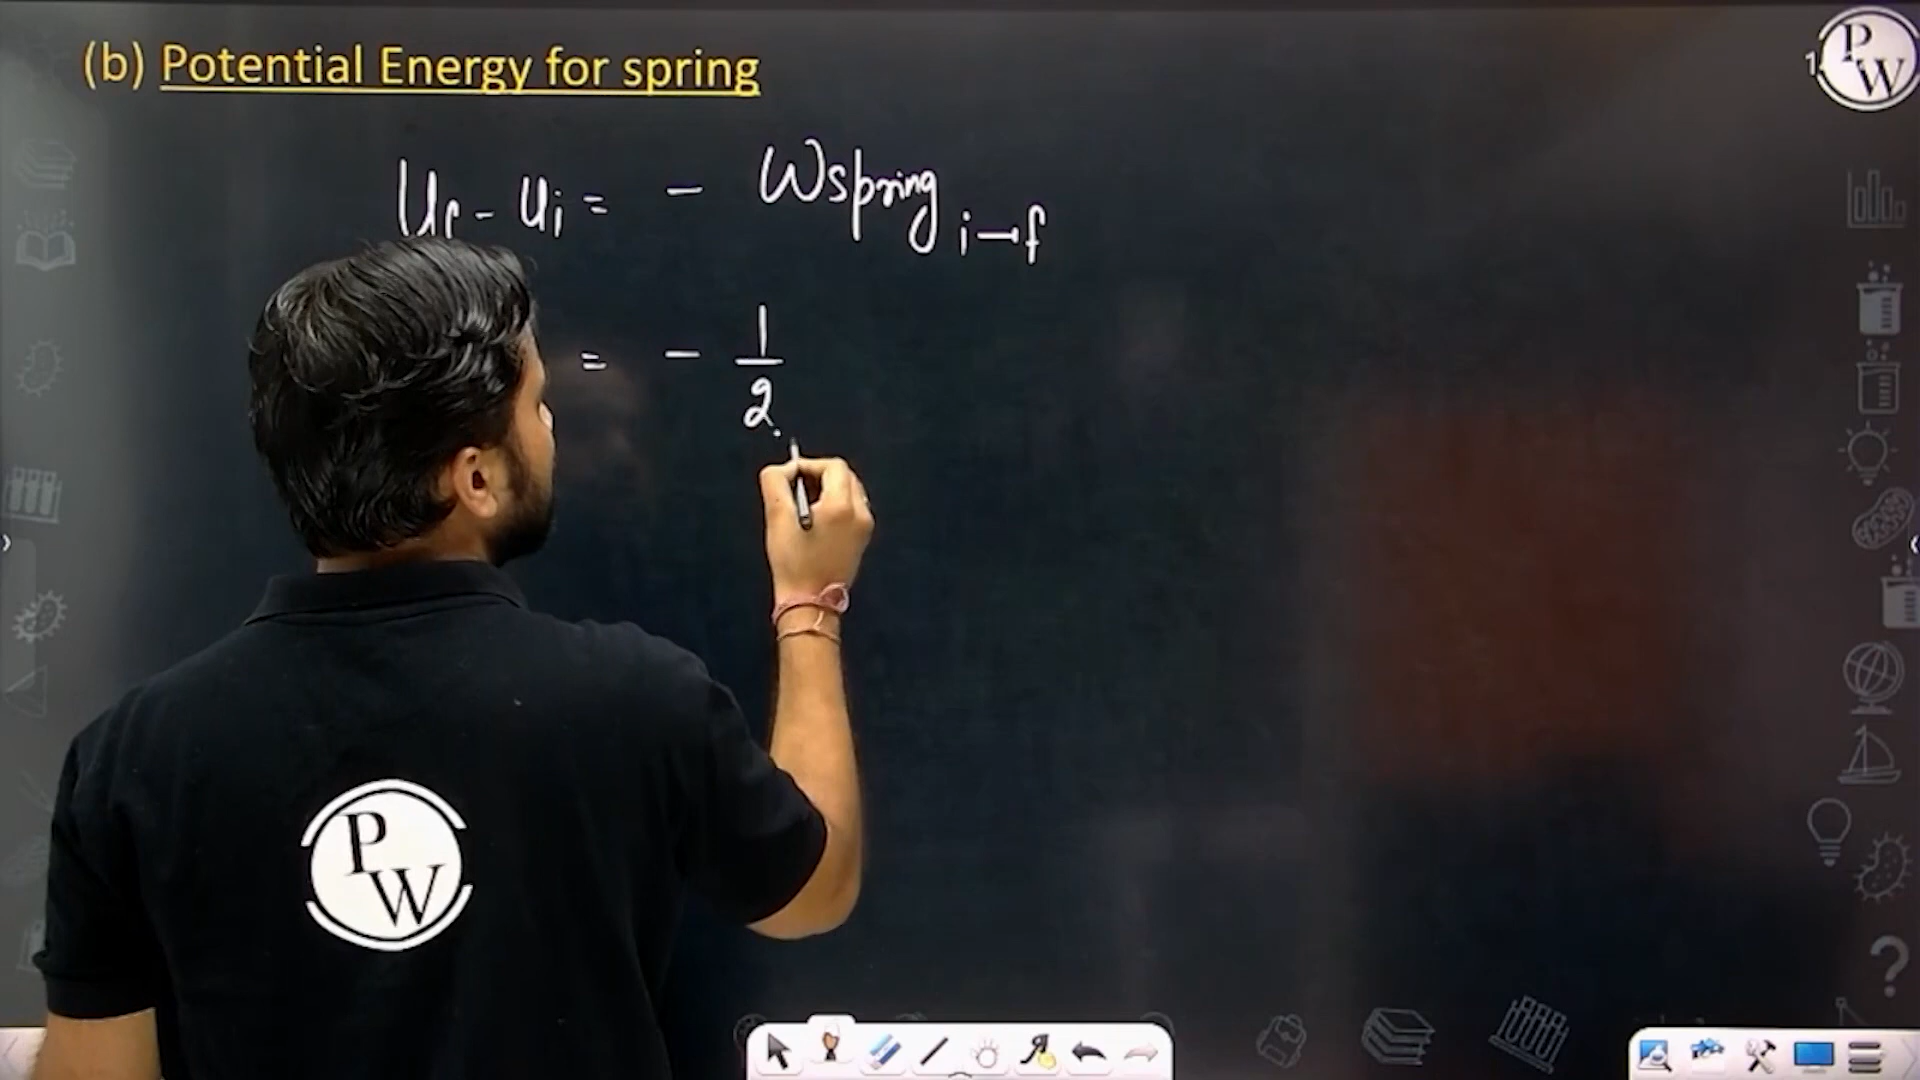 (b) Potential Energy for spring
Uf - Ui = - Wspring i→f
= - 1/2
P W
P W